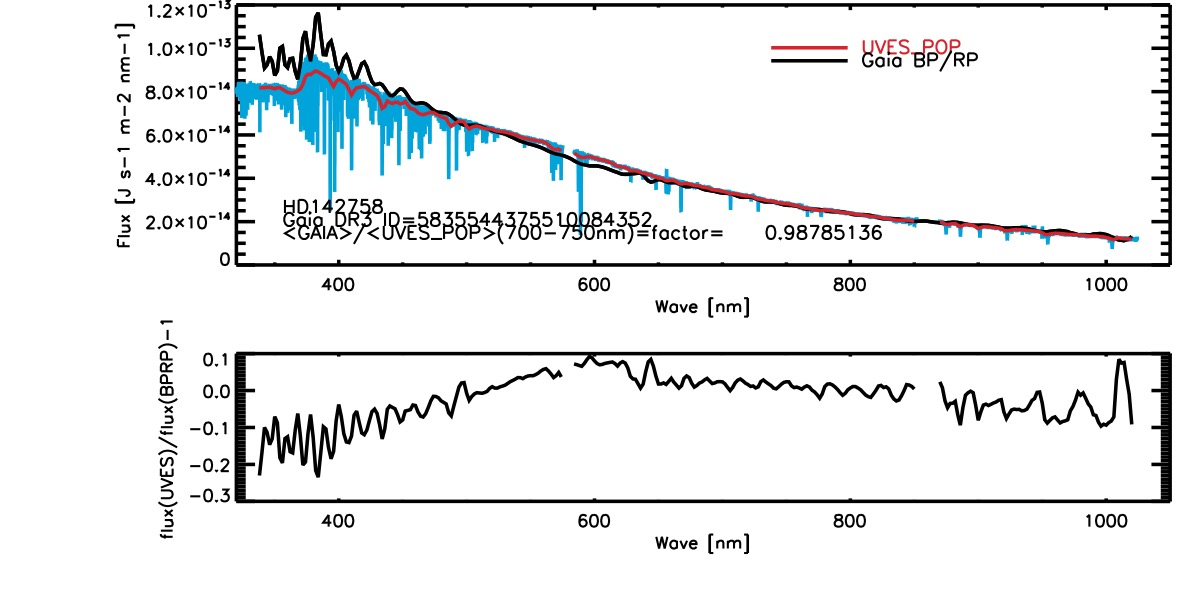 1.2×10−13
1.0×10−13
8.0×10−14
6.0×10−14
4.0×10−14
2.0×10−14
0
Flux [J s−1 m−2 nm−1]
UVES_POP
Gaia BP/RP
HD142758
Gaia DR3 ID=5835544375510084352
<GAIA>/<UVES_POP>(700−750nm)=factor= 0.98785136
400 600 800 1000
Wave [nm]
0.1
0.0
−0.1
−0.2
−0.3
flux(UVES)/flux(BPRP)−1
400 600 800 1000
Wave [nm]